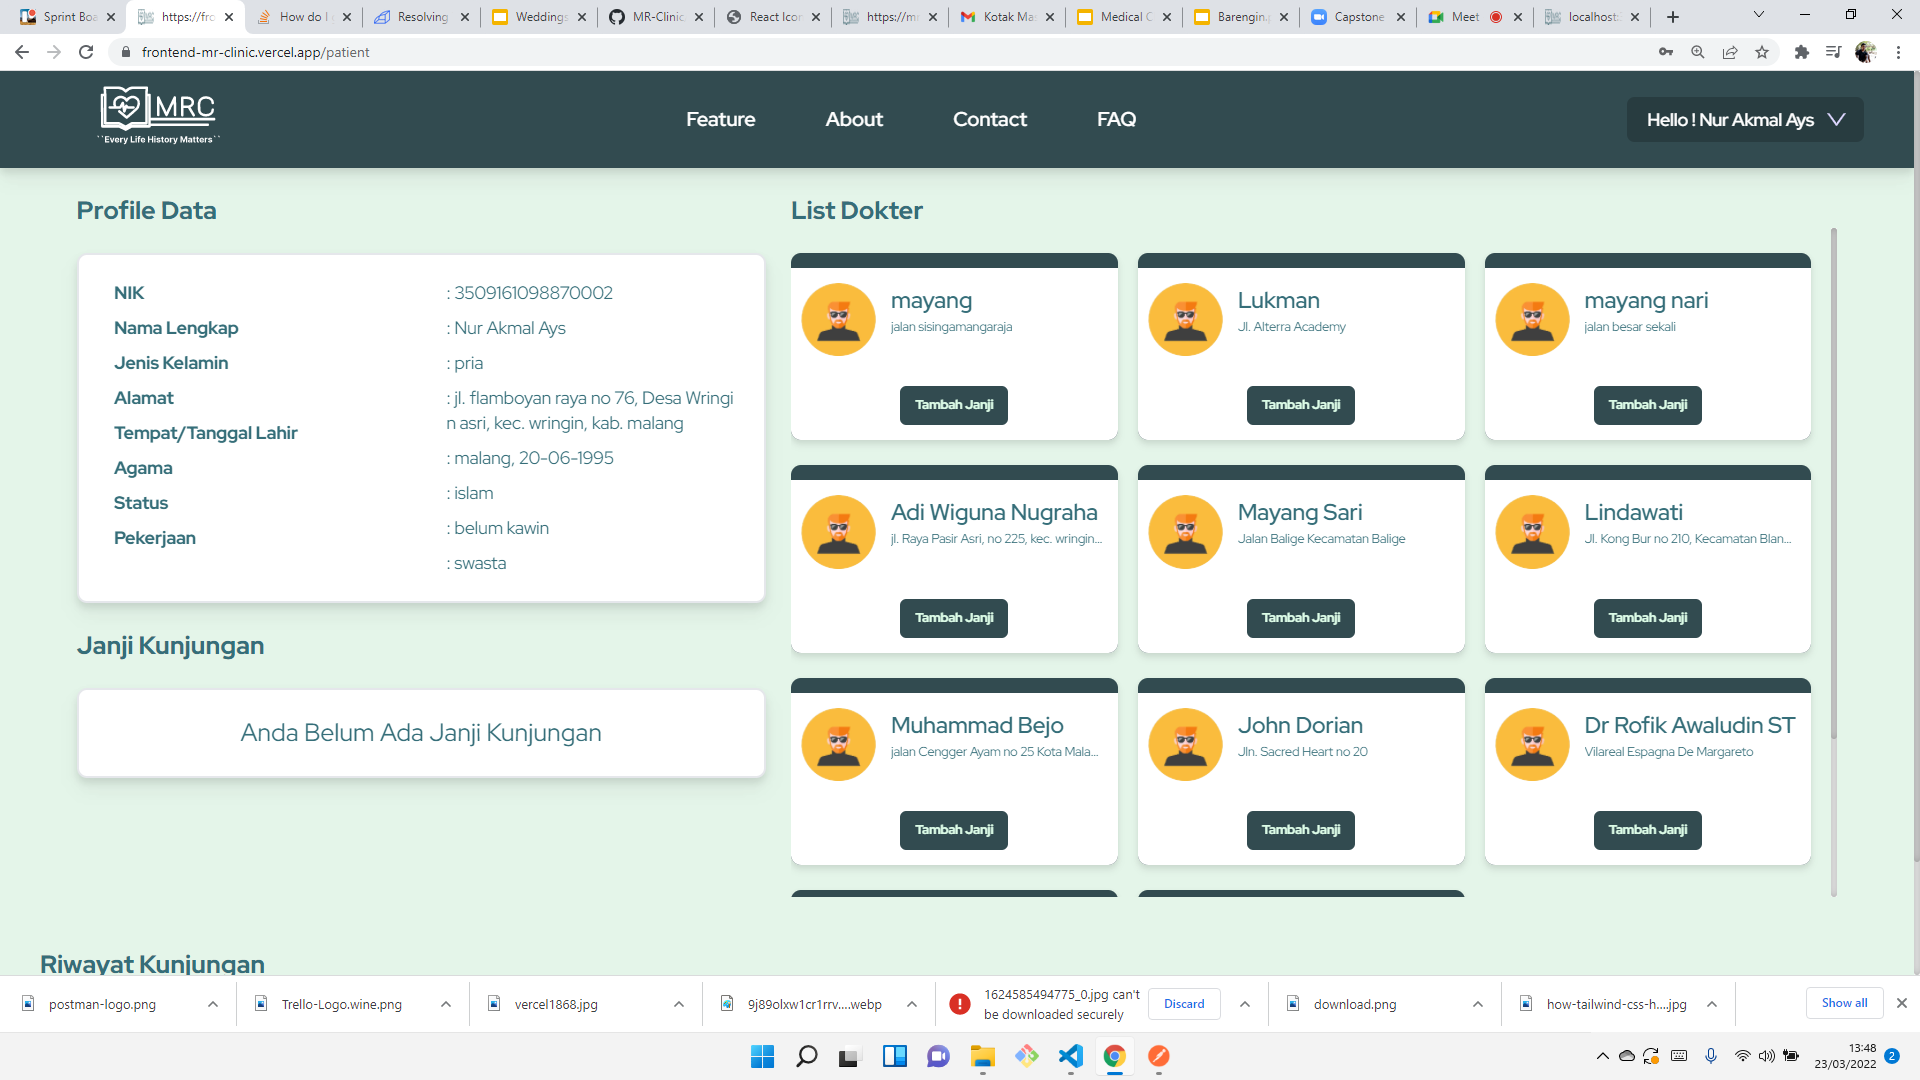 Sprint Boa
https://fro
How do I
Resolving
Weddings
MR-Clinic
React Icon
https://m
Kotak Ma
Medical C
Barengin.
Capstone
Meet
localhost:
frontend-mr-clinic.vercel.app/patient
MRC
``Every Life History Matters``
Feature
About
Contact
FAQ
Hello ! Nur Akmal Ays
Profile Data
NIK
: 3509161098870002
Nama Lengkap
: Nur Akmal Ays
Jenis Kelamin
: pria
Alamat
: jl. flamboyan raya no 76, Desa Wringi
n asri, kec. wringin, kab. malang
Tempat/Tanggal Lahir
: malang, 20-06-1995
Agama
: islam
Status
: belum kawin
Pekerjaan
: swasta
Janji Kunjungan
Anda Belum Ada Janji Kunjungan
List Dokter
mayang
jalan sisingamangaraja
Tambah Janji
Lukman
Jl. Alterra Academy
Tambah Janji
mayang nari
jalan besar sekali
Tambah Janji
Adi Wiguna Nugraha
jl. Raya Pasir Asri, no 225, kec. wringin...
Tambah Janji
Mayang Sari
Jalan Balige Kecamatan Balige
Tambah Janji
Lindawati
Jl. Kong Bur no 210, Kecamatan Blan...
Tambah Janji
Muhammad Bejo
jalan Cengger Ayam no 25 Kota Mala...
Tambah Janji
John Dorian
Jln. Sacred Heart no 20
Tambah Janji
Dr Rofik Awaludin ST
Vilareal Espagna De Margareto
Tambah Janji
Riwayat Kunjungan
postman-logo.png
Trello-Logo.wine.png
vercel1868.jpg
9j89olxw1cr1rrv....webp
1624585494775_0.jpg can't
be downloaded securely
Discard
download.png
how-tailwind-css-h....jpg
Show all
13:48
23/03/2022
2